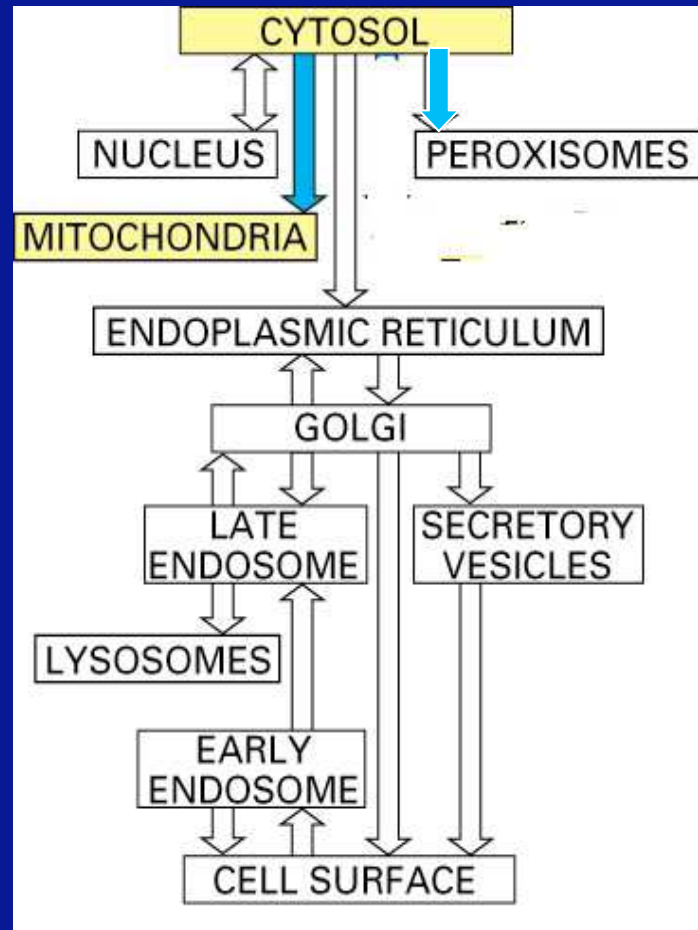 CYTOSOL
NUCLEUS
PEROXISOMES
MITOCHONDRIA
ENDOPLASMIC RETICULUM
GOLGI
LATE
ENDOSOME
SECRETORY
VESICLES
LYSOSOMES
EARLY
ENDOSOME
CELL SURFACE